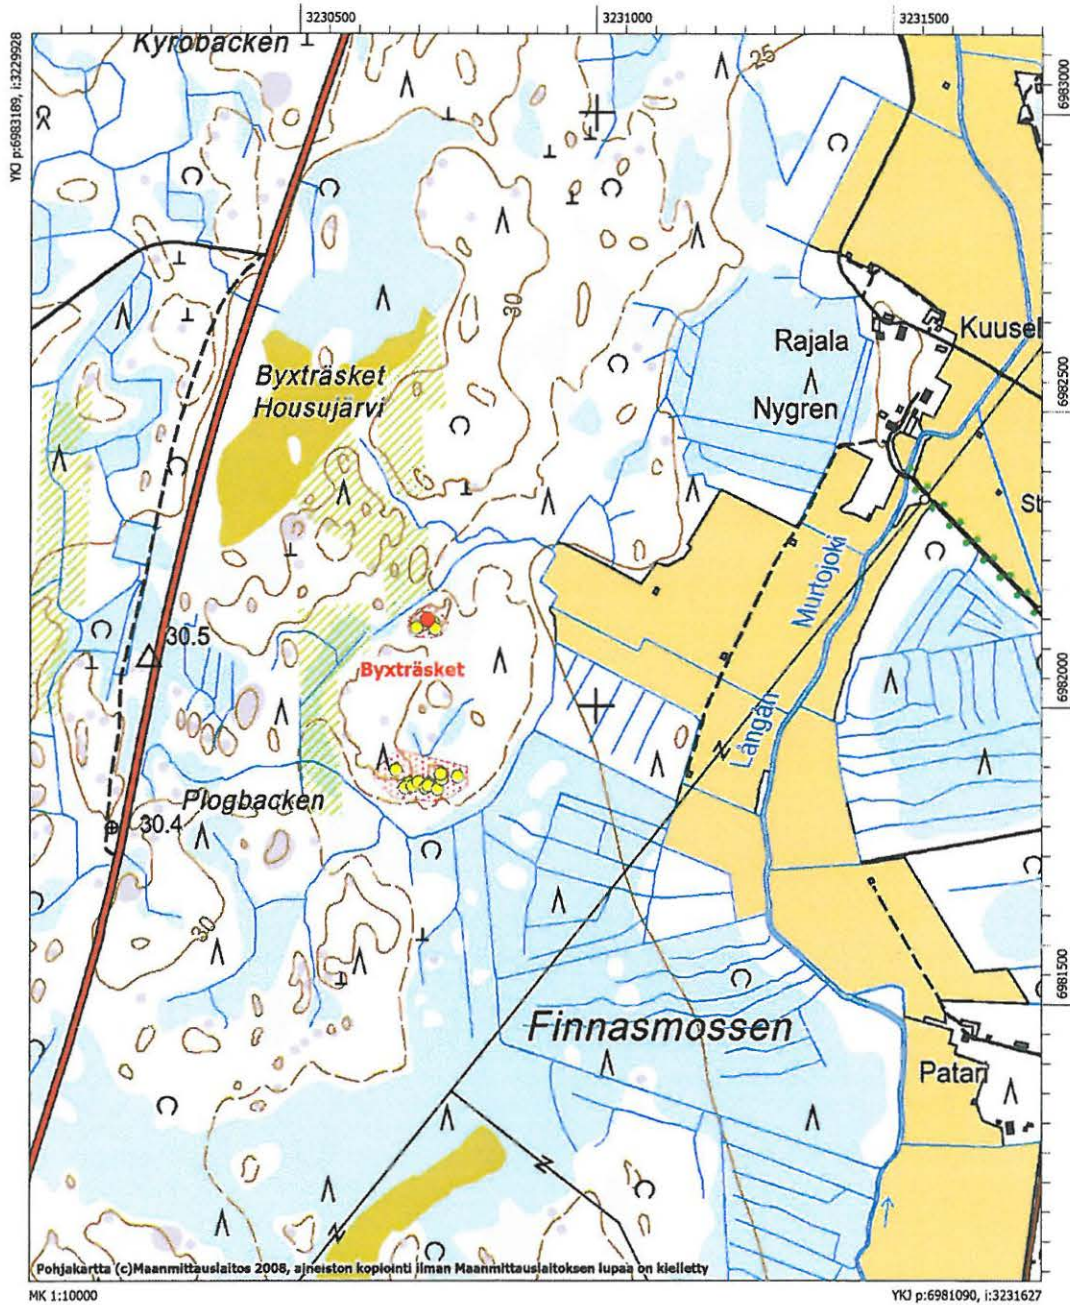 3230500
3231000
3231500
YKJ p:6983189, i:3229928
Kyrobacken
25
6983000
30
Rajala
Kuusel
Byxträsket
Housujärvi
Nygren
6982500
St
Murtojoki
30.5
Byxträsket
6982000
Långån
Plogbacken
30.4
30
6981500
Finnasmossen
Patari
Pohjakartta (c)Maanmittauslaitos 2008, aineiston kopiointi ilman Maanmittauslaitoksen lupaa on kielletty
MK 1:10000
YKJ p:6981090, i:3231627